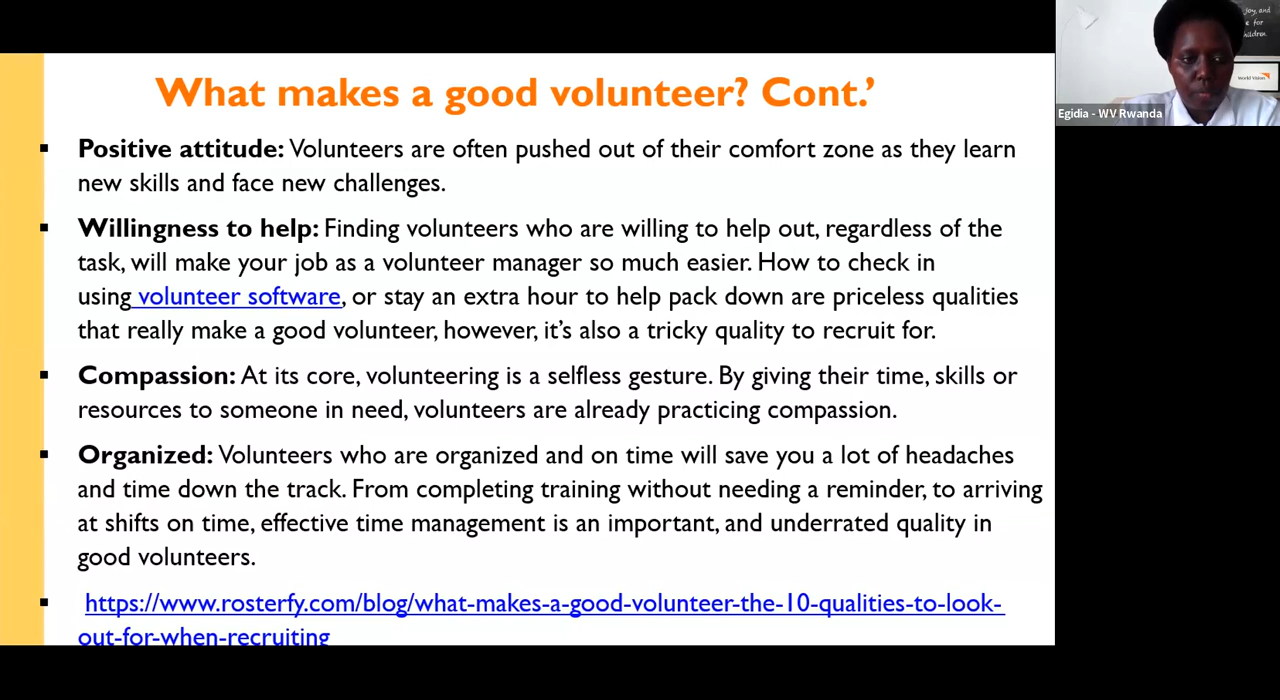 What makes a good volunteer? Cont.’
Positive attitude: Volunteers are often pushed out of their comfort zone as they learn
new skills and face new challenges.
Willingness to help: Finding volunteers who are willing to help out, regardless of the
task, will make your job as a volunteer manager so much easier. How to check in
using volunteer software, or stay an extra hour to help pack down are priceless qualities
that really make a good volunteer, however, it’s also a tricky quality to recruit for.
Compassion: At its core, volunteering is a selfless gesture. By giving their time, skills or
resources to someone in need, volunteers are already practicing compassion.
Organized: Volunteers who are organized and on time will save you a lot of headaches
and time down the track. From completing training without needing a reminder, to arriving
at shifts on time, effective time management is an important, and underrated quality in
good volunteers.
https://www.rosterfy.com/blog/what-makes-a-good-volunteer-the-10-qualities-to-look-
out-for-when-recruiting
joy, and
for
World Vision
Egidia - WV Rwanda